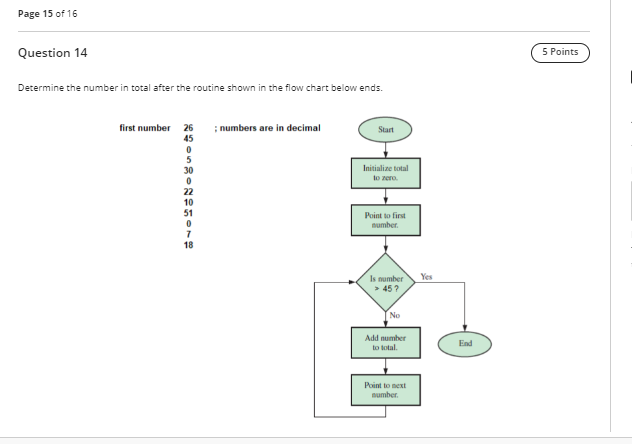 Page 15 of 16
Question 14
5 Points
Determine the number in total after the routine shown in the flow chart below ends.
first number 26 ; numbers are in decimal
45
0
5
30
0
22
10
51
0
7
18
Start
Initialize total
to zero.
Point to first
number.
Is number
> 45 ?
Yes
No
Add number
to total.
End
Point to next
number.